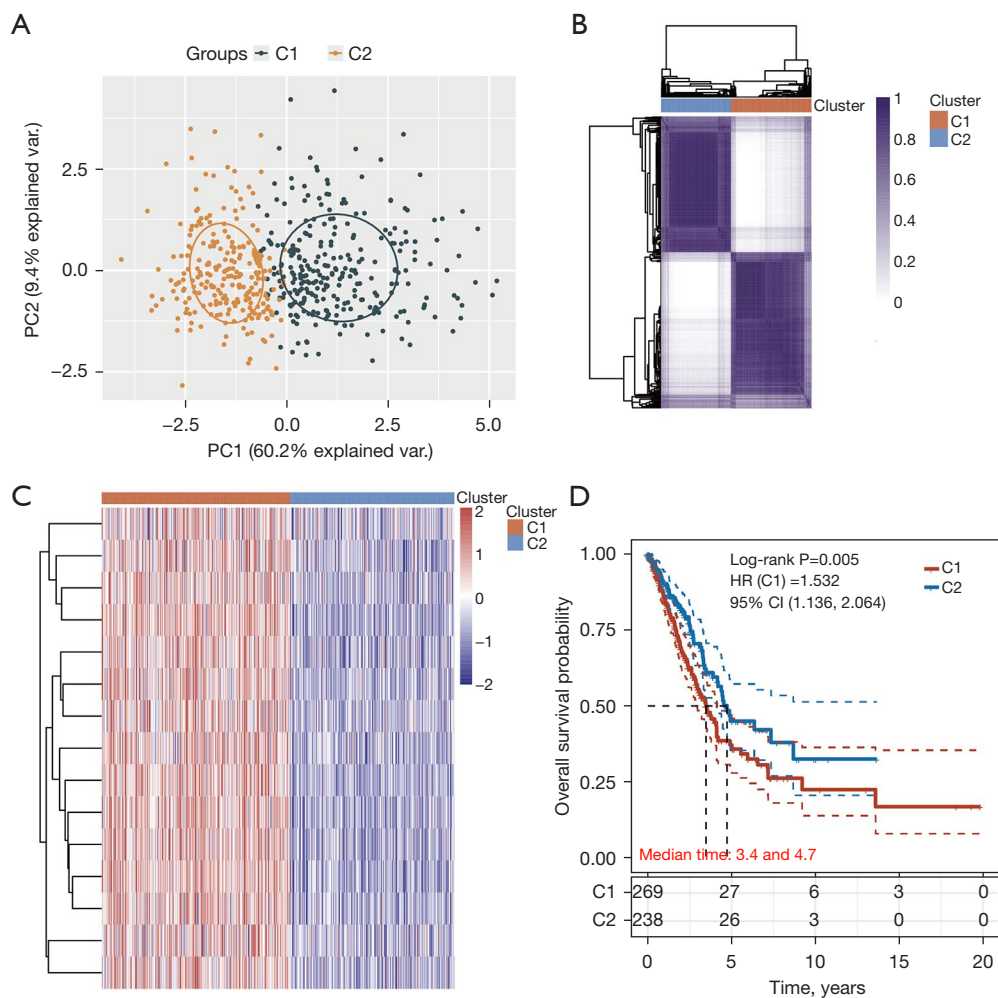 A
Groups C1 C2
PC2 (9.4% explained var.)
2.5
0.0
−2.5
−2.5 0.0 2.5 5.0
PC1 (60.2% explained var.)
B
Cluster
1
0.8
0.6
0.4
0.2
0
Cluster
C1
C2
C
Cluster
2
1
0
−1
−2
Cluster
C1
C2
D
Overall survival probability
1.00
0.75
0.50
0.25
0.00
Log-rank P=0.005
HR (C1) =1.532
95% CI (1.136, 2.064)
C1
C2
Median time: 3.4 and 4.7
C1 269 27 6 3 0
C2 238 26 3 0 0
0 5 10 15 20
Time, years